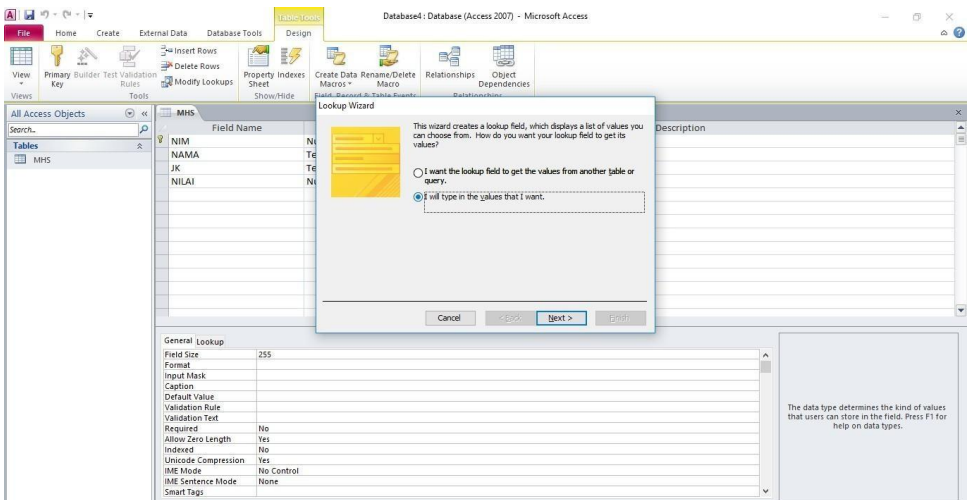 Table Tools
Database4 : Database (Access 2007) - Microsoft Access
File Home Create External Data Database Tools Design
View
Primary Key
Builder
Test Validation Rules
Insert Rows
Delete Rows
Modify Lookups
Property Sheet
Indexes
Create Data Macros
Rename/Delete Macro
Relationships
Object Dependencies
Views
Tools
Show/Hide
Field, Record & Table Events
Relationships
All Access Objects
Search...
Tables
MHS
MHS
Field Name
Description
NIM
NAMA
JK
NILAI
Lookup Wizard
This wizard creates a lookup field, which displays a list of values you
can choose from. How do you want your lookup field to get its
values?
I want the lookup field to get the values from another table or
query.
I will type in the values that I want.
Cancel < Back Next > Finish
General Lookup
Field Size 255
Format
Input Mask
Caption
Default Value
Validation Rule
Validation Text
Required No
Allow Zero Length Yes
Indexed No
Unicode Compression Yes
IME Mode No Control
IME Sentence Mode None
Smart Tags
The data type determines the kind of values
that users can store in the field. Press F1 for
help on data types.